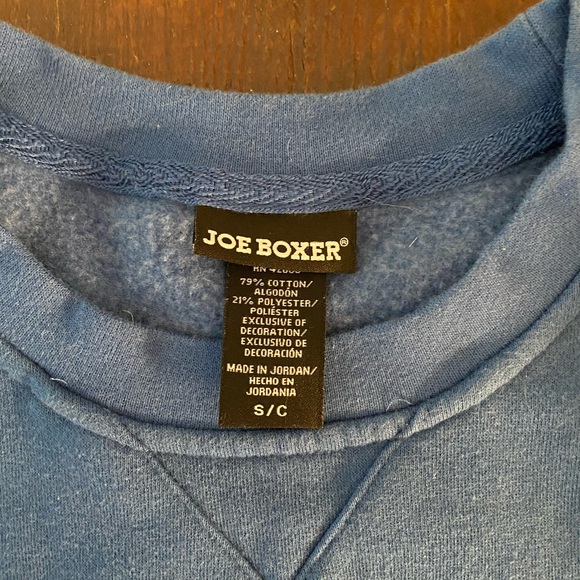 JOE BOXER®
79% COTTON/
ALGODÓN
21% POLYESTER/
POLIÉSTER
EXCLUSIVE OF
DECORATION/
EXCLUSIVO DE
DECORACIÓN
MADE IN JORDAN/
HECHO EN
JORDANIA
S/C